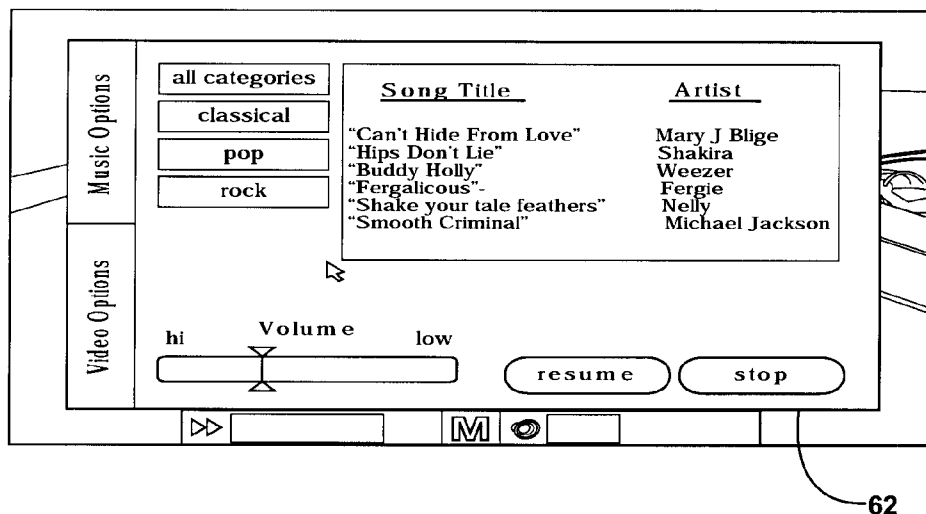 Music Options
Video Options
all categories
classical
pop
rock
Song Title Artist
"Can't Hide From Love" Mary J Blige
"Hips Don't Lie" Shakira
"Buddy Holly" Weezer
"Fergalicous"- Fergie
"Shake your tale feathers" Nelly
"Smooth Criminal" Michael Jackson
Volume
hi low
resume stop
M
62